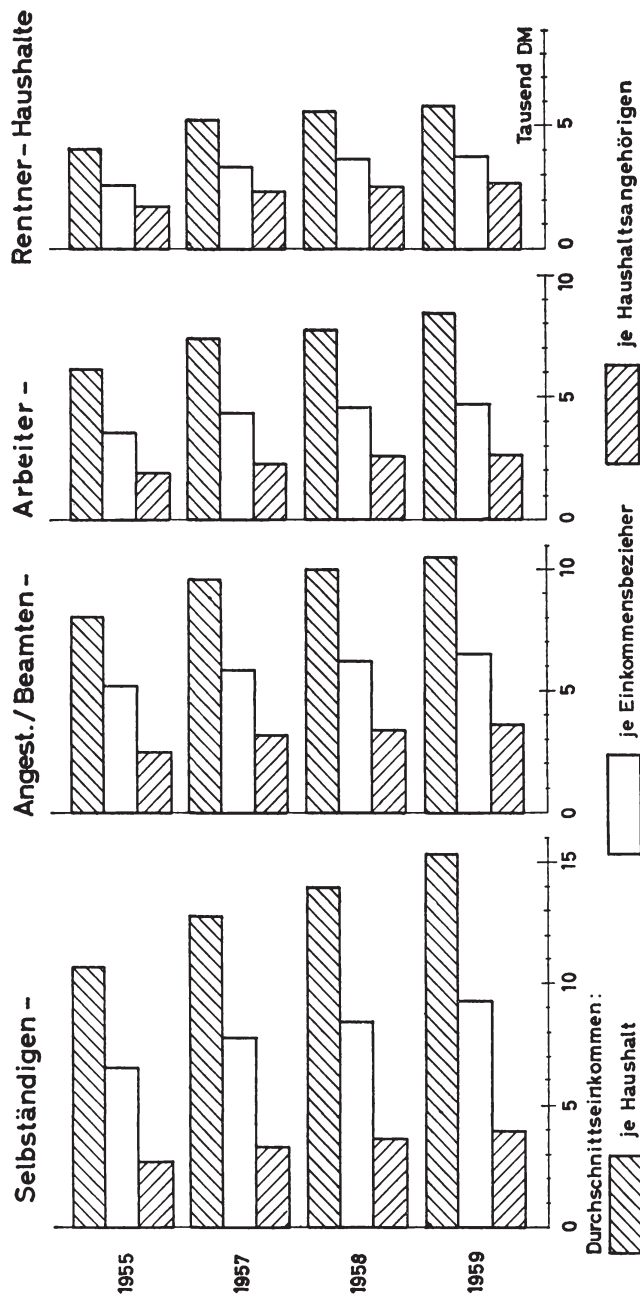 Selbständigen –
Angest./Beamten –
Arbeiter –
Rentner – Haushalte
1955
1957
1958
1959
0
5
10
15
0
5
10
0
5
10
0
5
Tausend DM
Durchschnittseinkommen:
je Haushalt
je Einkommensbezieher
je Haushaltsangehörigen